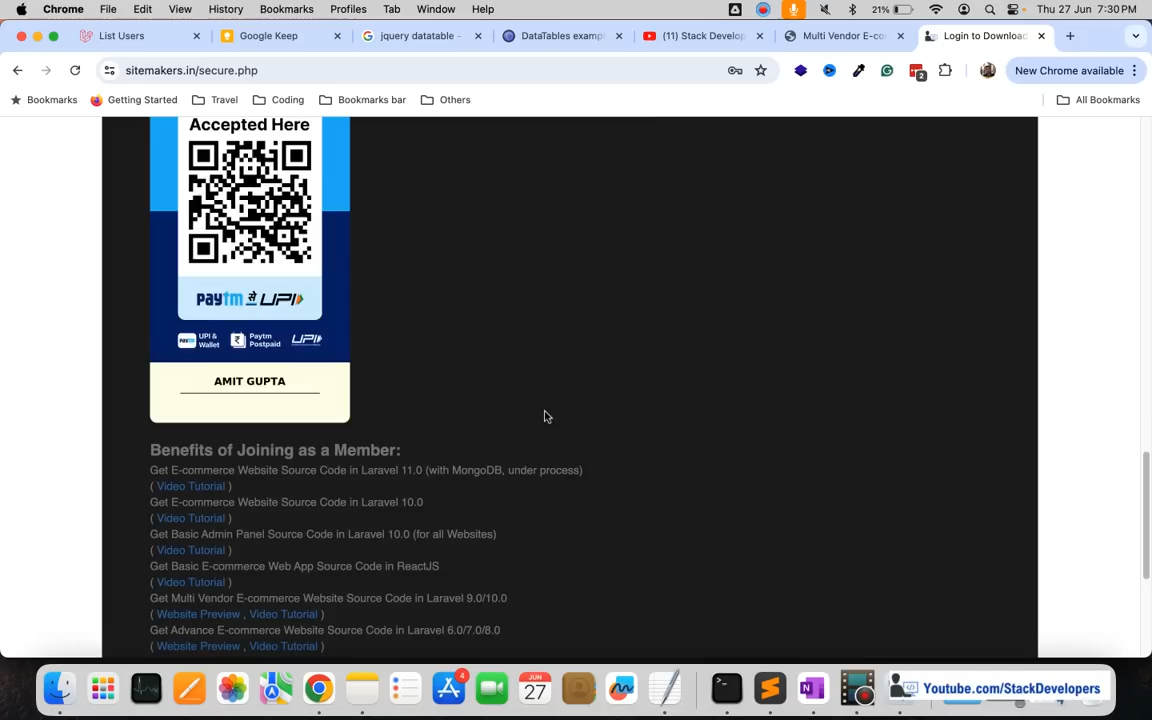 Chrome File Edit View History Bookmarks Profiles Tab Window Help 21% Thu 27 Jun 7:30 PM
List Users Google Keep jquery datatable – DataTables examp (11) Stack Develop Multi Vendor E-co Login to Download
sitemakers.in/secure.php 2 New Chrome available
Bookmarks Getting Started Travel Coding Bookmarks bar Others All Bookmarks
Accepted Here
paytm से UPI
UPI & Wallet Paytm Postpaid UPI
AMIT GUPTA
Benefits of Joining as a Member:
Get E-commerce Website Source Code in Laravel 11.0 (with MongoDB, under process)
( Video Tutorial )
Get E-commerce Website Source Code in Laravel 10.0
( Video Tutorial )
Get Basic Admin Panel Source Code in Laravel 10.0 (for all Websites)
( Video Tutorial )
Get Basic E-commerce Web App Source Code in ReactJS
( Video Tutorial )
Get Multi Vendor E-commerce Website Source Code in Laravel 9.0/10.0
( Website Preview , Video Tutorial )
Get Advance E-commerce Website Source Code in Laravel 6.0/7.0/8.0
( Website Preview , Video Tutorial )
4 JUN 27 Youtube.com/StackDevelopers